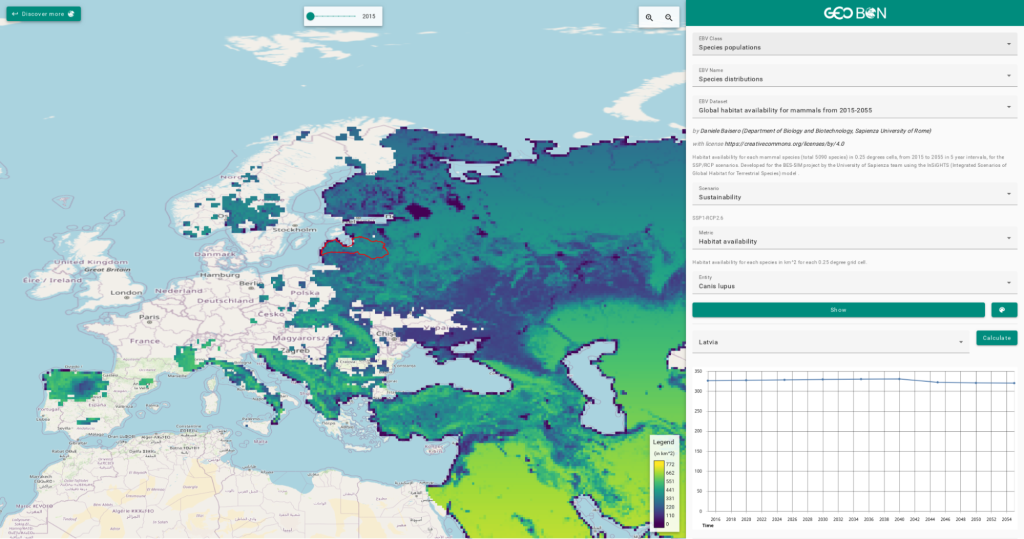 Discover more
2015
GEO BON
EBV Class
Species populations
EBV Name
Species distributions
EBV Dataset
Global habitat availability for mammals from 2015-2055
by Daniele Baisero (Department of Biology and Biotechnology, Sapienza University of Rome)
with license https://creativecommons.org/licenses/by/4.0
Habitat availability for each mammal species (total 5090 species) in 0.25 degrees cells, from 2015 to 2055 in 5 year intervals, for the
SSP/RCP scenarios. Developed for the BES-SIM project by the University of Sapienza team using the INSiGHTS (Integrated Scenarios of
Global Habitat for Terrestrial Species) model
Scenario
Sustainability
SSP1-RCP2.6
Metric
Habitat availability
Habitat availability for each species in km^2 for each 0.25 degree grid cell.
Entity
Canis lupus
Show
Latvia
Calculate
350
300
250
200
150
100
50
0
2016 2018 2020 2022 2024 2026 2028 2030 2032 2034 2036 2038 2040 2042 2044 2046 2048 2050 2052 2054
Time
Stockholm
Danmark
United Kingdom
Great Britain
Éire / Ireland
Hamburg
London
Nederland
Berl
Polska
Deutschland
Paris
Česko
France
Magyarorsz
Zagreb
España
Portugal
Legend
(in km^2)
772
662
551
441
331
220
110
0